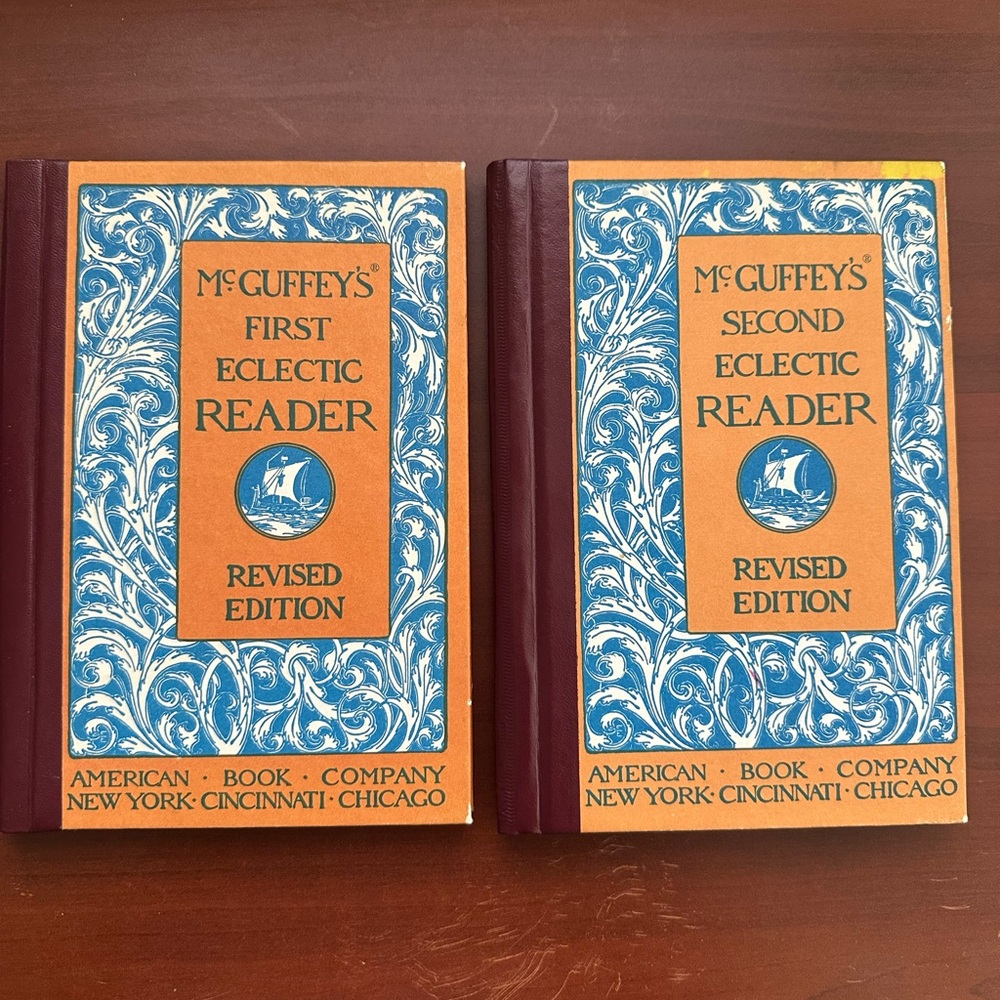 McGUFFEY'S®
FIRST
ECLECTIC
READER
REVISED
EDITION
AMERICAN · BOOK · COMPANY
NEW YORK · CINCINNATI · CHICAGO
McGUFFEY'S®
SECOND
ECLECTIC
READER
REVISED
EDITION
AMERICAN · BOOK · COMPANY
NEW YORK · CINCINNATI · CHICAGO